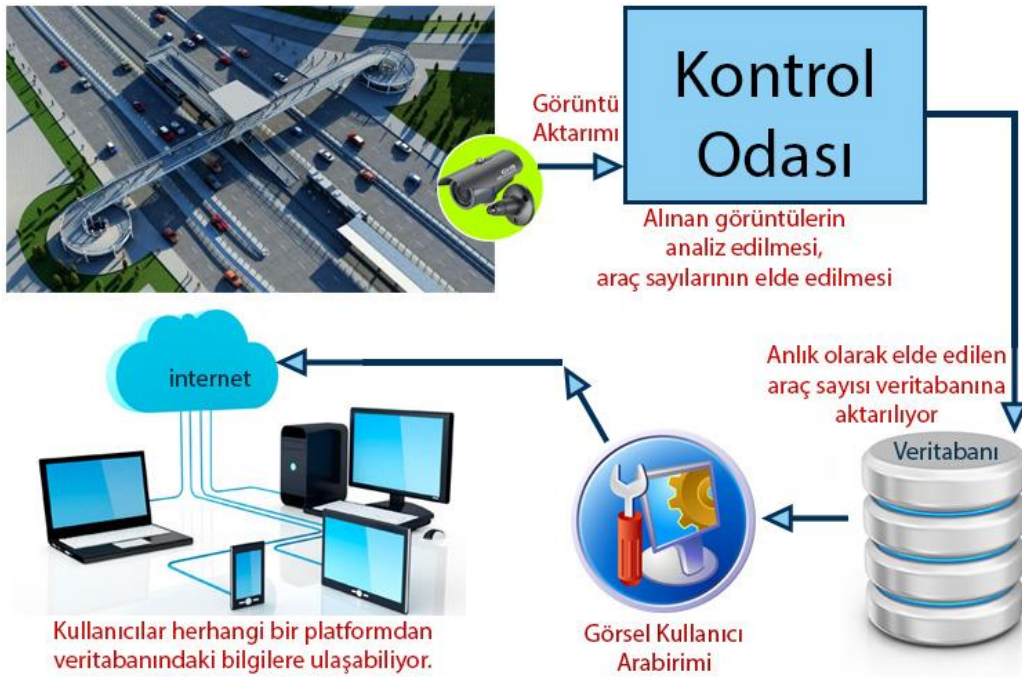 Görüntü
Aktarımı
Kontrol
Odası
Alınan görüntülerin
analiz edilmesi,
araç sayılarının elde edilmesi
Anlık olarak elde edilen
araç sayısı veritabanına
aktarılıyor
Veritabanı
Görsel Kullanıcı
Arabirimi
internet
Kullanıcılar herhangi bir platformdan
veritabanındaki bilgilere ulaşabiliyor.